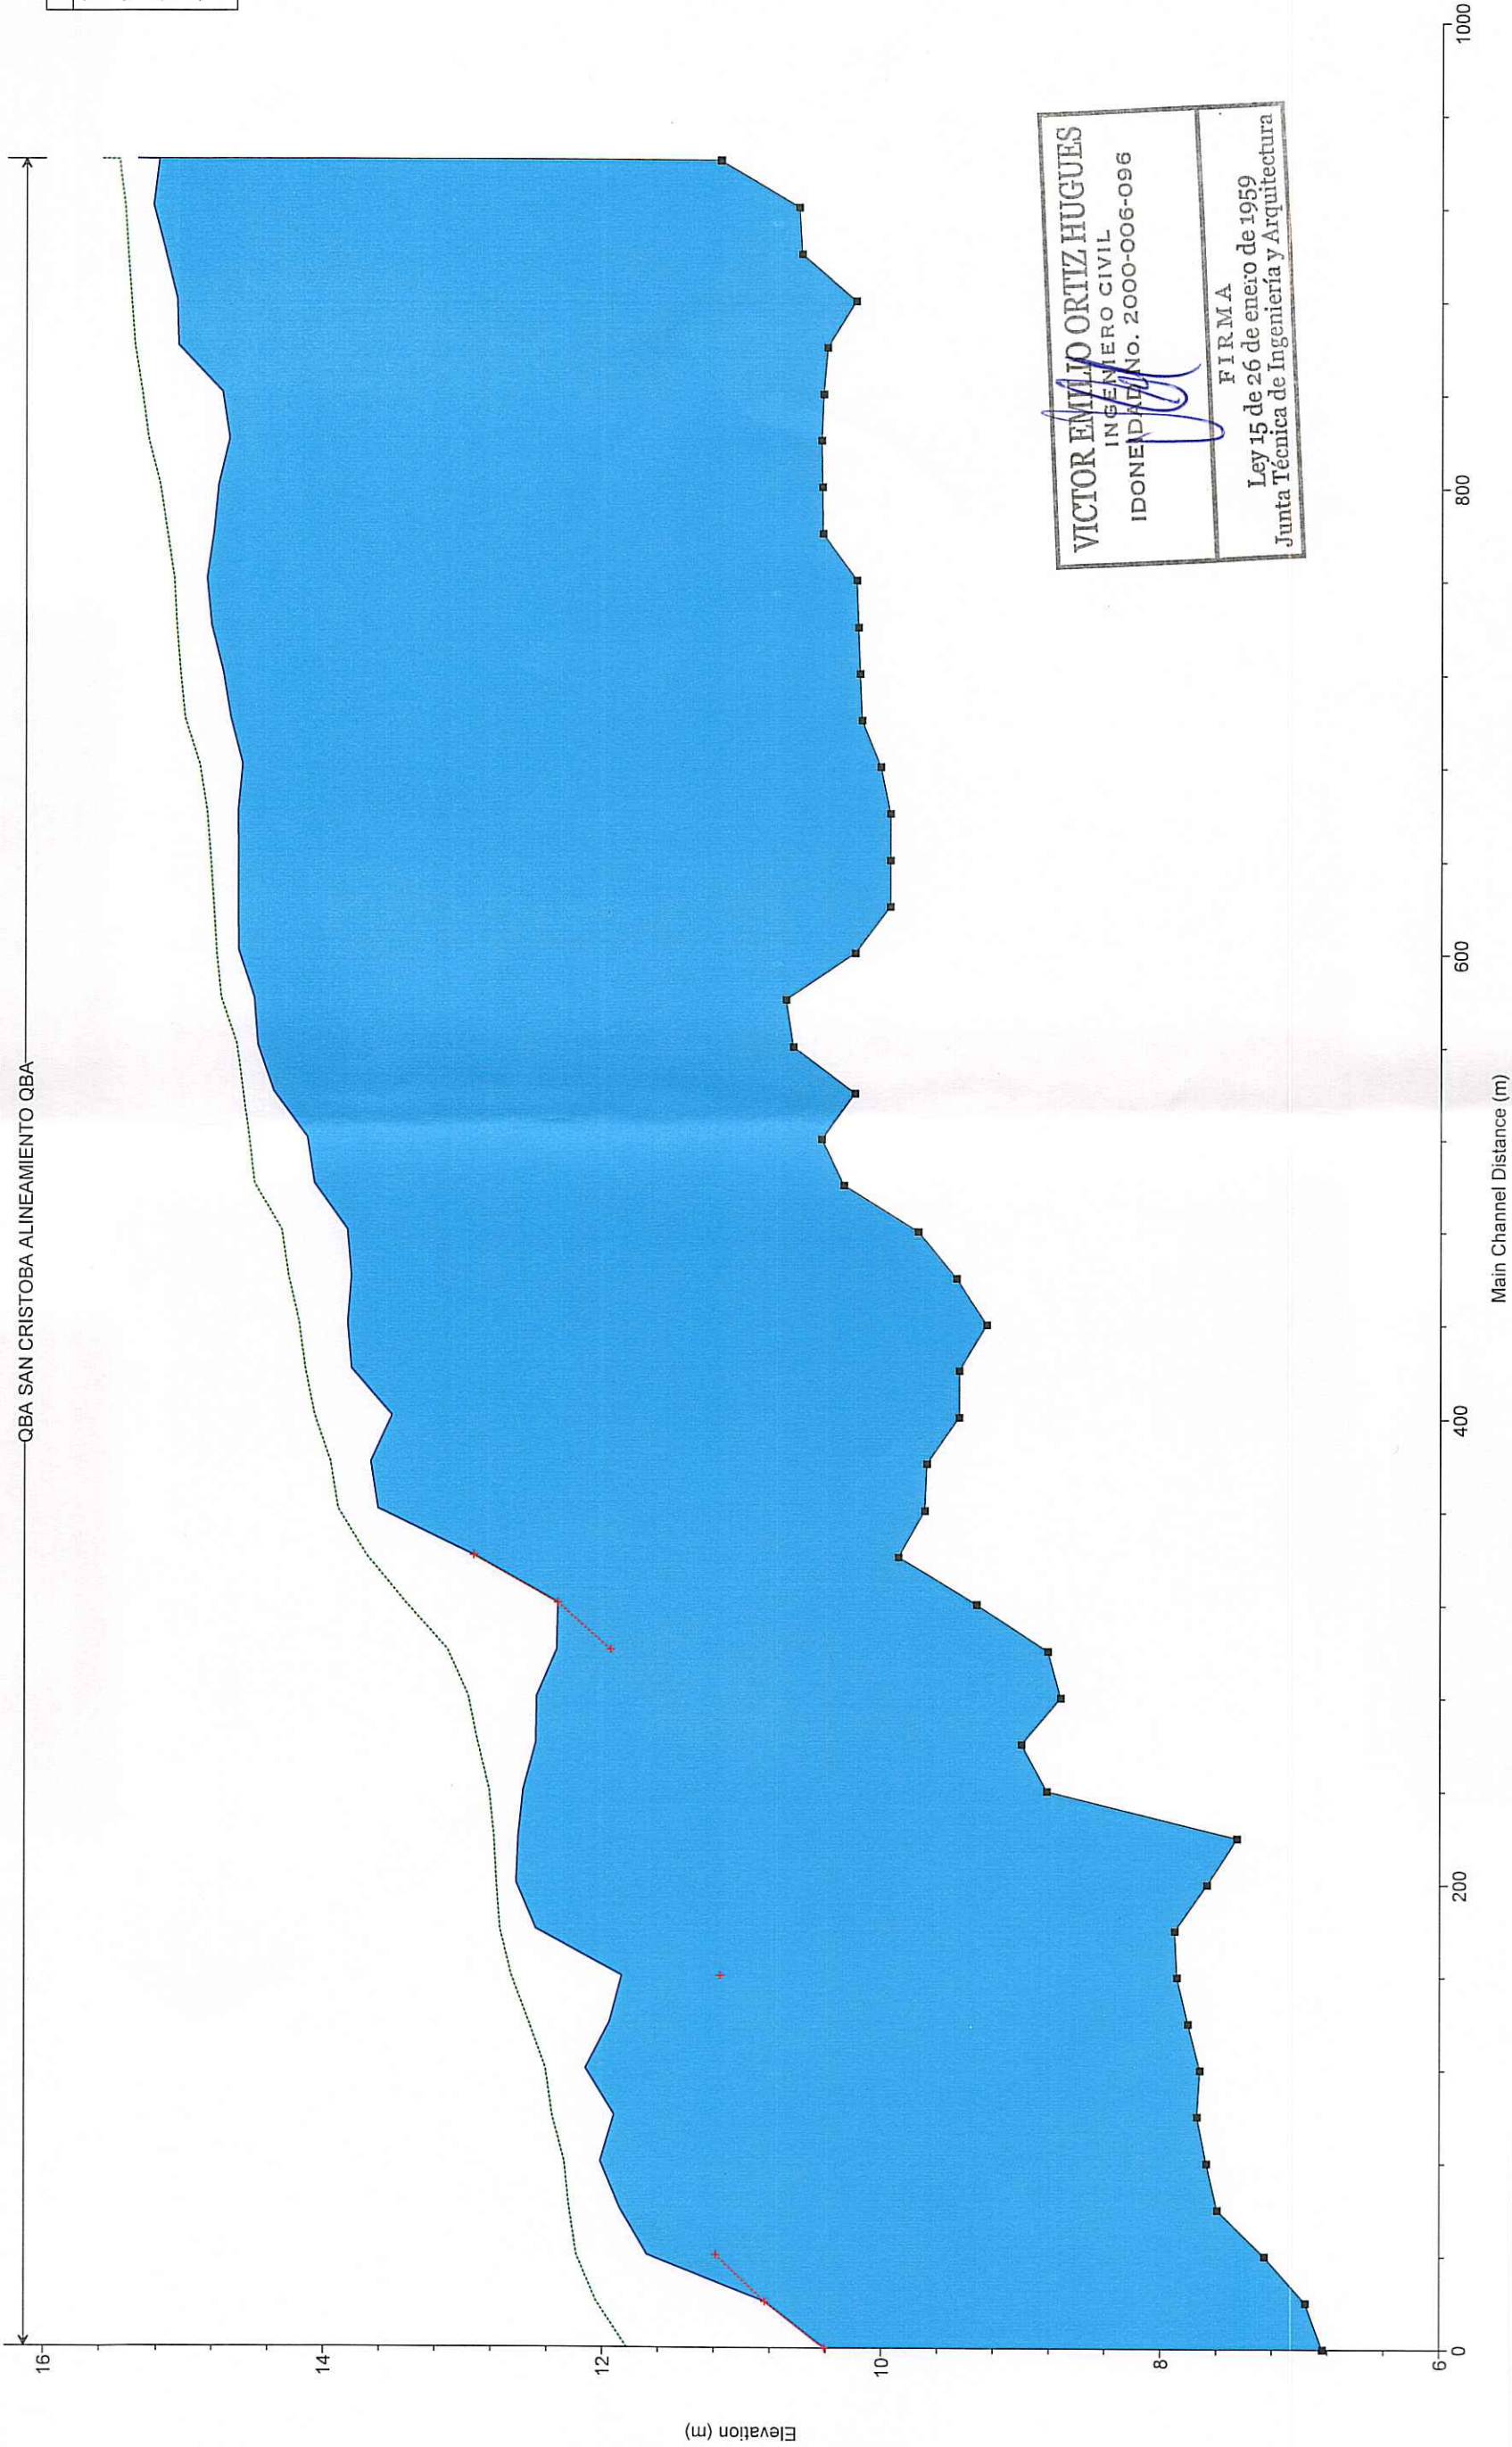 QBA SAN CRISTOBA ALINEAMIENTO QBA
Elevation (m)
16
14
12
10
8
6
0
200
400
600
800
1000
Main Channel Distance (m)
VICTOR EMILIO ORTIZ HUGUES
INGENIERO CIVIL
IDONEIDAD No. 2000-006-096
FIRMA
Ley 15 de 26 de enero de 1959
Junta Técnica de Ingeniería y Arquitectura